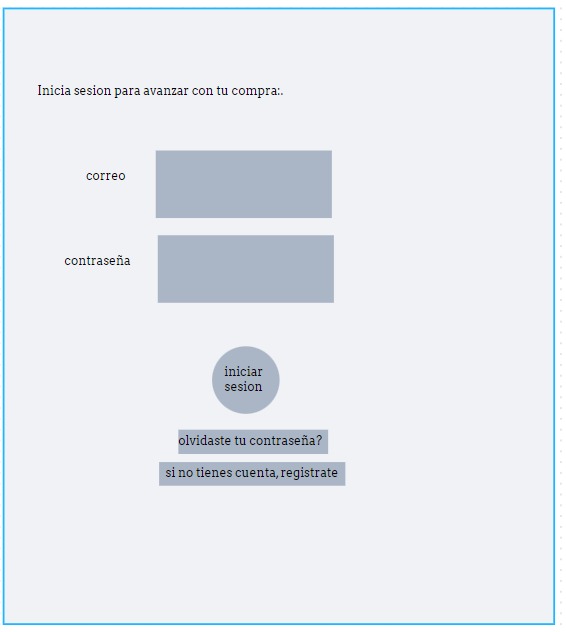 Inicia sesion para avanzar con tu compra:.
correo
contraseña
iniciar
sesion
olvidaste tu contraseña?
si no tienes cuenta, registrate